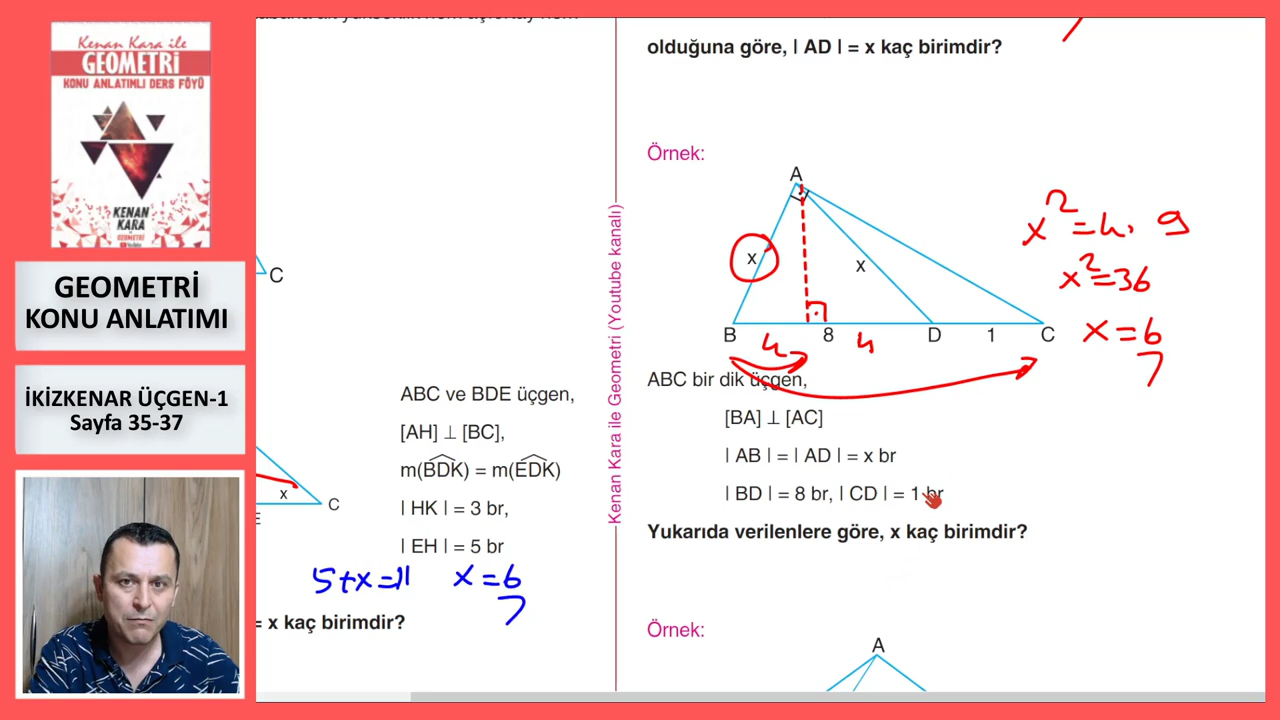 Kenan Kara ile
GEOMETRİ
KONU ANLATIMLI DERS FÖYÜ
KENAN
KARA
GEOMETRİ
KONU ANLATIMI
İKİZKENAR ÜÇGEN-1
Sayfa 35-37
C
x
C
E
ABC ve BDE üçgen,
[AH] ⊥ [BC],
m(BDK) = m(EDK)
| HK | = 3 br,
| EH | = 5 br
5+x=11 x=6
= x kaç birimdir?
Kenan Kara ile Geometri (Youtube kanalı)
olduğuna göre, | AD | = x kaç birimdir?
Örnek:
A
x
x
B
8
D
1
C
4
4
x²=4.9
x²=36
x=6
ABC bir dik üçgen,
[BA] ⊥ [AC]
| AB | = | AD | = x br
| BD | = 8 br, | CD | = 1 br
Yukarıda verilenlere göre, x kaç birimdir?
Örnek:
A